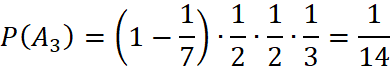 P(A₃) = (1 − 1/7) · 1/2 · 1/2 · 1/3 = 1/14